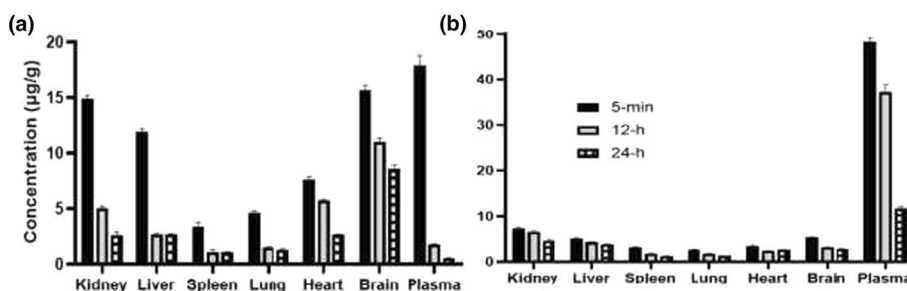 (a)
Concentration (µg/g)
20
15
10
5
0
Kidney Liver Spleen Lung Heart Brain Plasma
(b)
50
40
30
20
10
0
5-min
12-h
24-h
Kidney Liver Spleen Lung Heart Brain Plasma